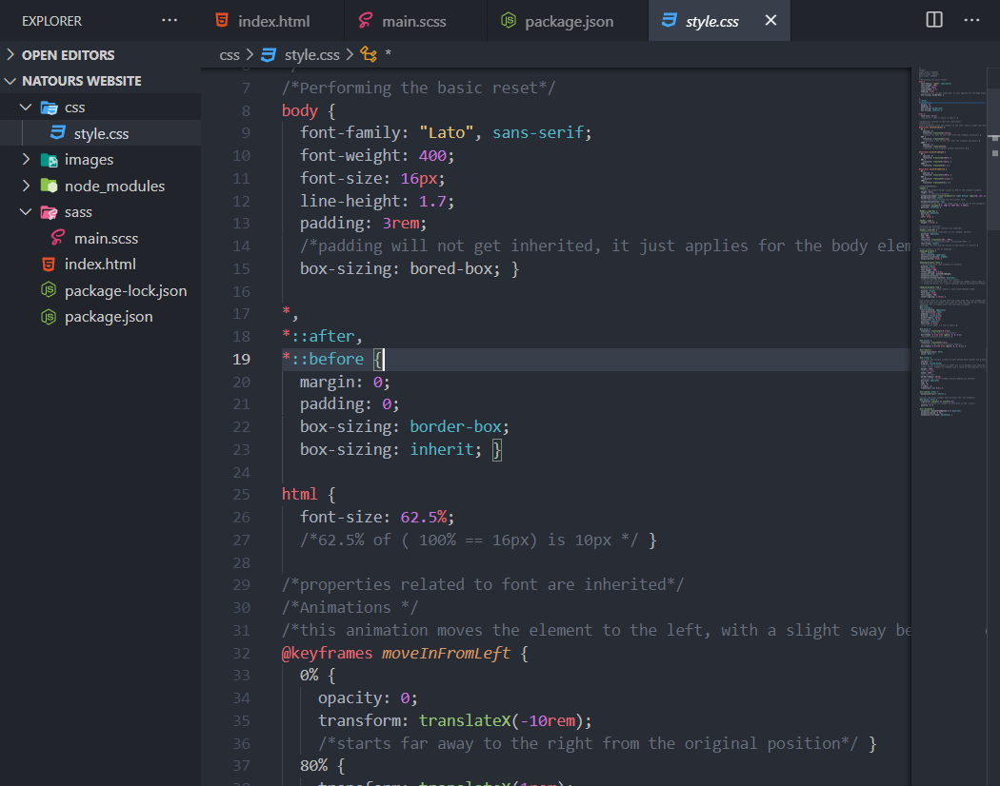 EXPLORER
index.html
main.scss
package.json
style.css
OPEN EDITORS
NATOURS WEBSITE
css
style.css
images
node_modules
sass
main.scss
index.html
package-lock.json
package.json
css > style.css > *
7 /*Performing the basic reset*/
8 body {
9 font-family: "Lato", sans-serif;
10 font-weight: 400;
11 font-size: 16px;
12 line-height: 1.7;
13 padding: 3rem;
14 /*padding will not get inherited, it just applies for the body elem
15 box-sizing: bored-box; }
16
17 *,
18 *::after,
19 *::before {
20 margin: 0;
21 padding: 0;
22 box-sizing: border-box;
23 box-sizing: inherit; }
24
25 html {
26 font-size: 62.5%;
27 /*62.5% of ( 100% == 16px) is 10px */ }
28
29 /*properties related to font are inherited*/
30 /*Animations */
31 /*this animation moves the element to the left, with a slight sway be
32 @keyframes moveInFromLeft {
33 0% {
34 opacity: 0;
35 transform: translateX(-10rem);
36 /*starts far away to the right from the original position*/ }
37 80% {